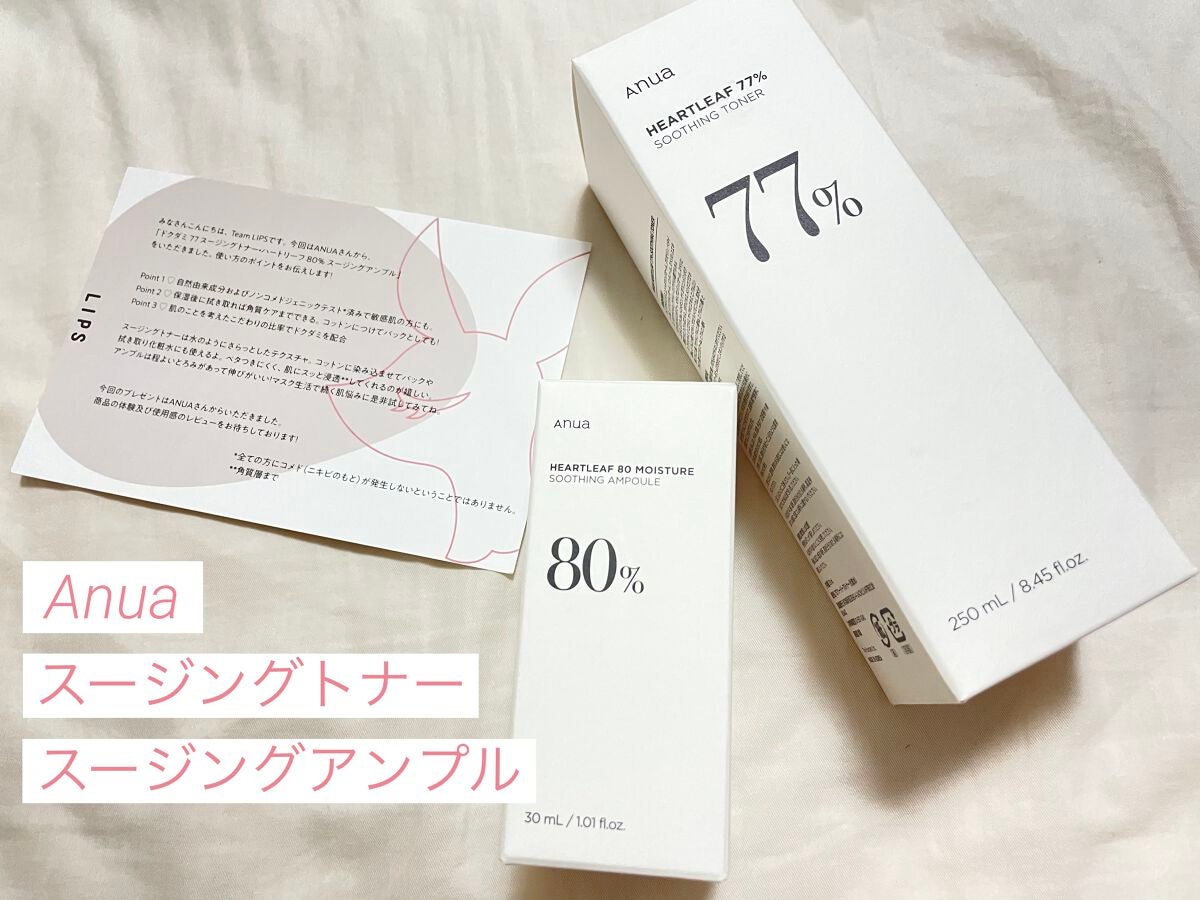 Anua
HEARTLEAF 77%
SOOTHING TONER
77%
250 mL / 8.45 fl.oz.
LIPS
みなさんこんにちは、Team LIPSです。今回はANUAさんから、
「ドクダミ 77 スージングトナー・ハートリーフ 80% スージングアンプル」
をいただきました。使い方のポイントをお伝えします!
Point 1 ♡ 自然由来成分およびノンコメドジェニックテスト*済みで敏感肌の方にも。
Point 2 ♡ 保湿後に拭き取れば角質ケアまでできる。コットンにつけてパックとしても!
Point 3 ♡ 肌のことを考えたこだわりの比率でドクダミを配合
スージングトナーは水のようにさらっとしたテクスチャ。コットンに染み込ませてパックや
拭き取り化粧水にも使えるよ。ベタつきにくく、肌にスッと浸透**してくれるのが嬉しい。
アンプルは程よいとろみがあって伸びがいい!マスク生活で続く肌悩みに是非試してみてね。
今回のプレゼントはANUAさんからいただきました。
商品の体験及び使用感のレビューをお待ちしております!
*全ての方にコメド(ニキビのもと)が発生しないということではありません。
**角質層まで
Anua
HEARTLEAF 80 MOISTURE
SOOTHING AMPOULE
80%
30 mL / 1.01 fl.oz.
Anua
スージングトナー
スージングアンプル